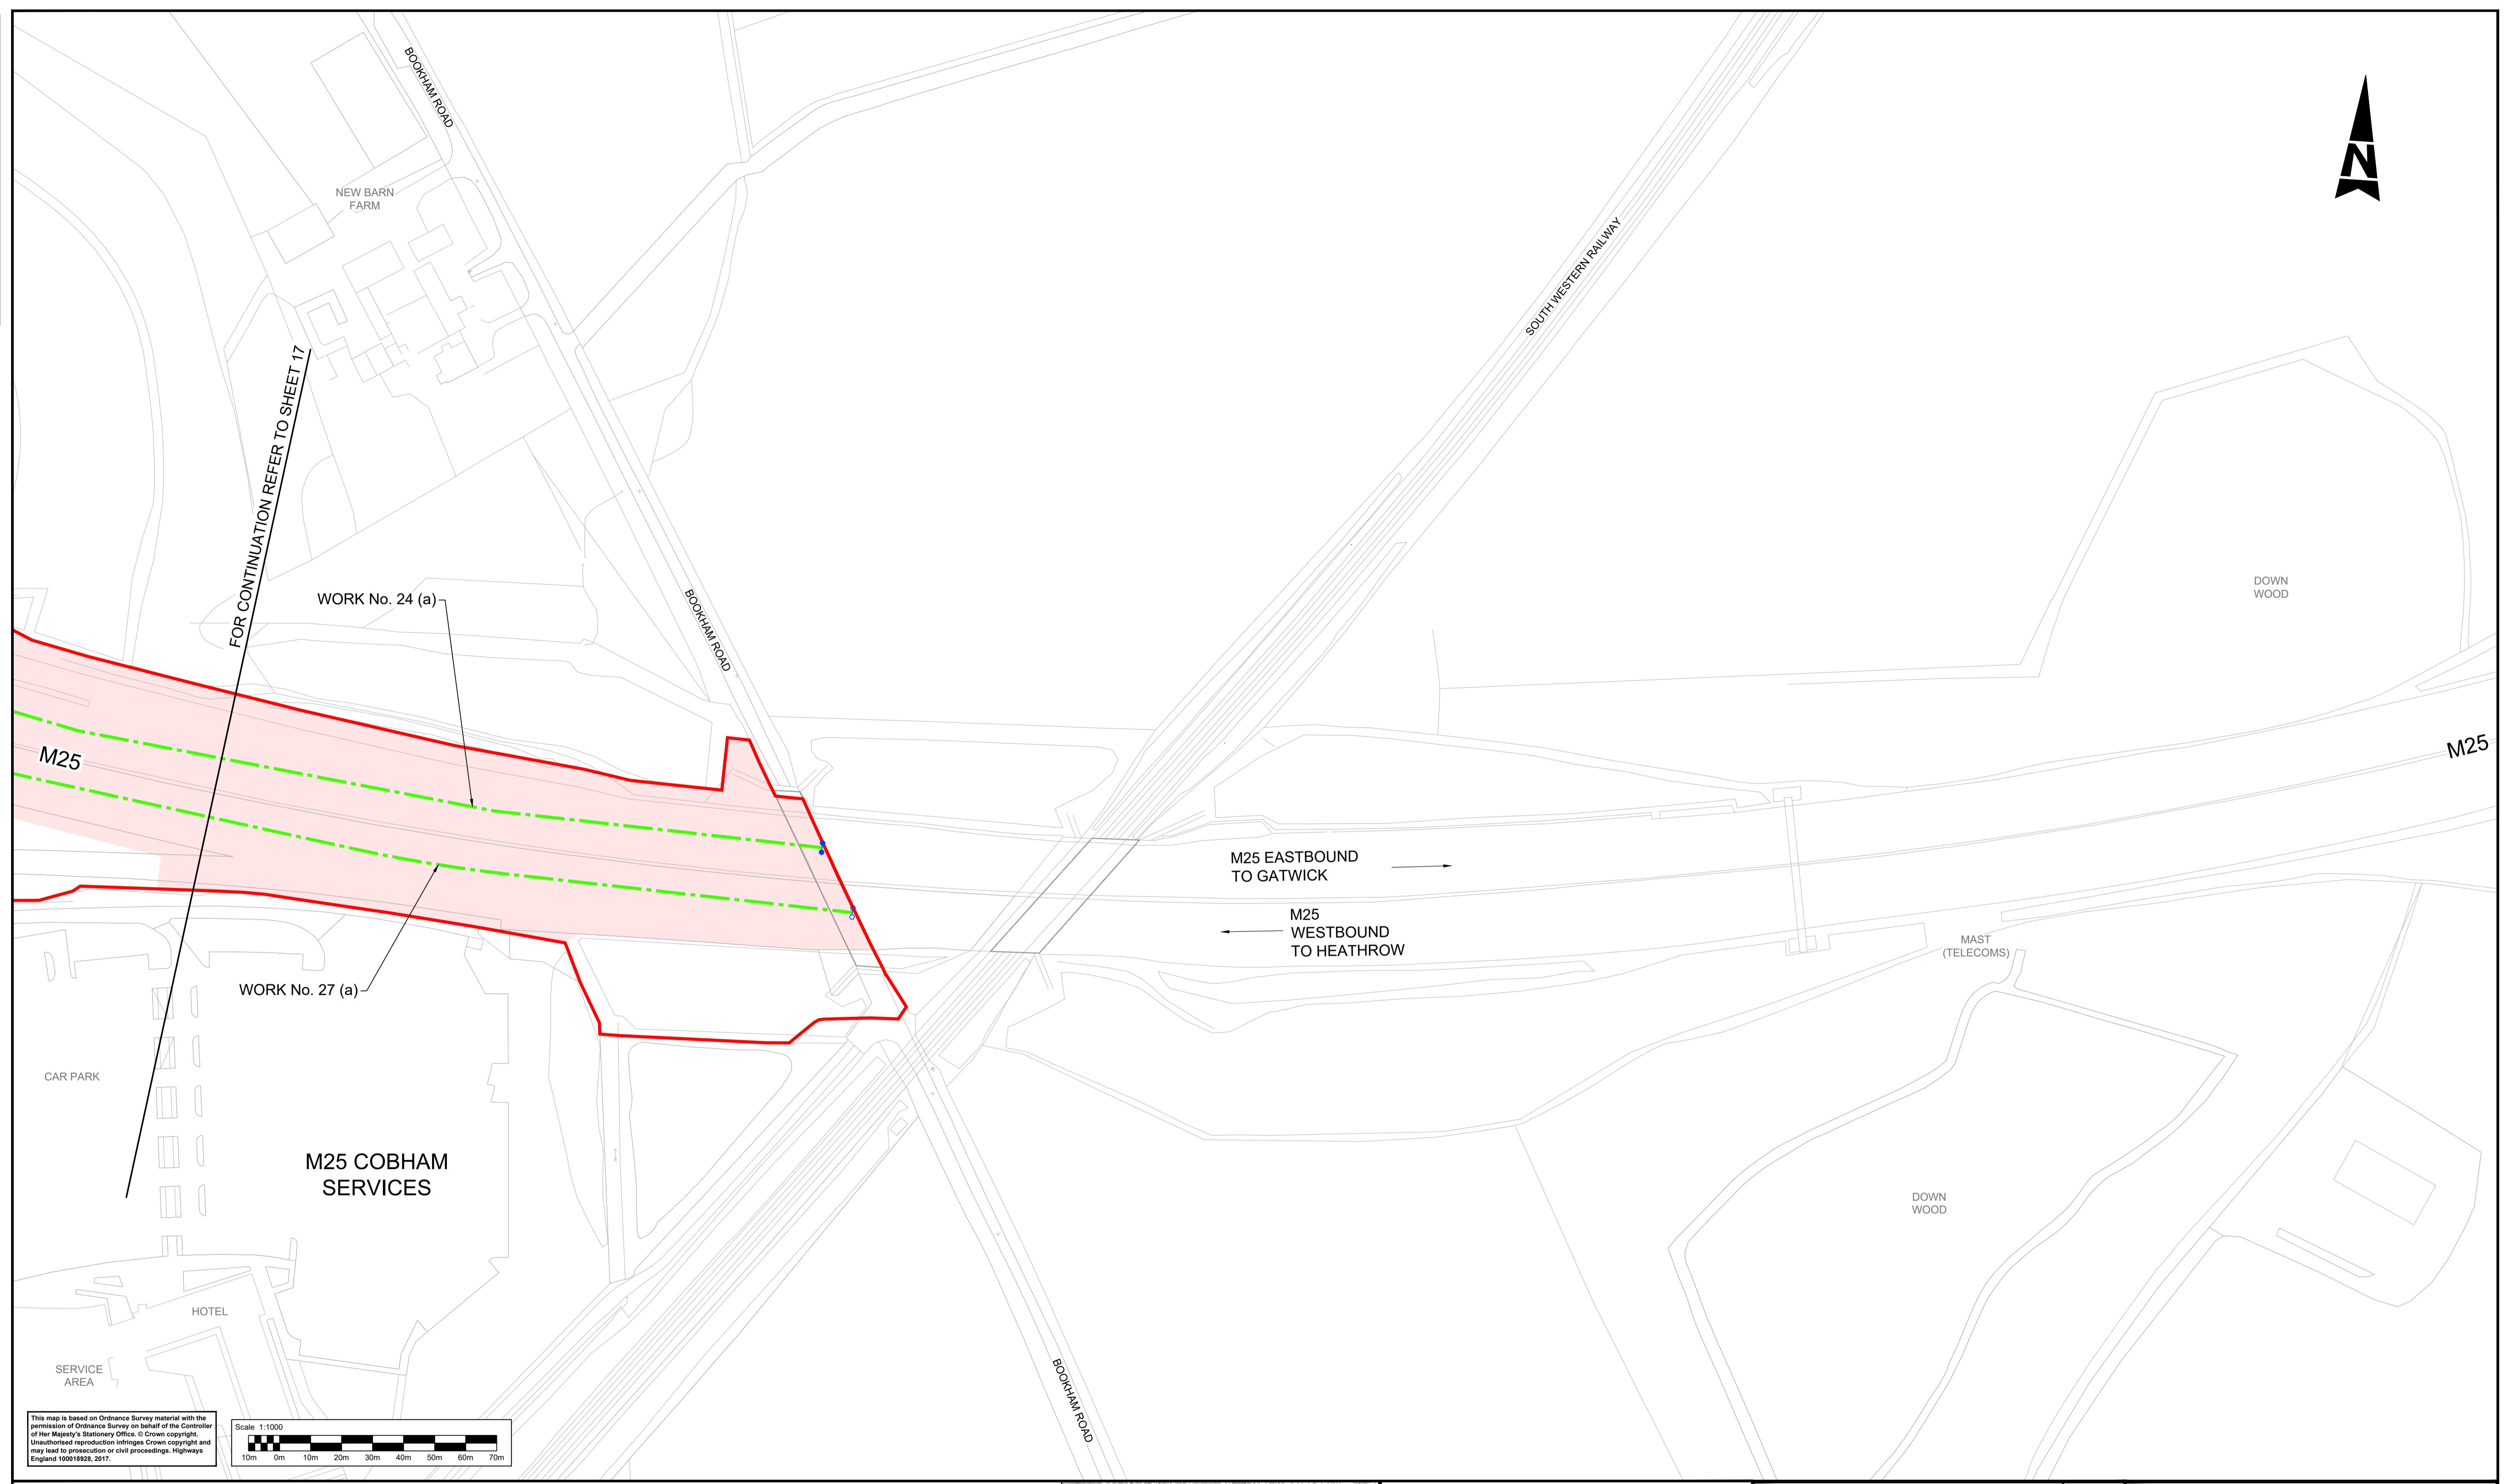 BOOKHAM ROAD
N
NEW BARN
FARM
SOUTH WESTERN RAILWAY
FOR CONTINUATION REFER TO SHEET 17
DOWN
WOOD
WORK No. 24 (a)
BOOKHAM ROAD
M25
M25
M25 EASTBOUND
TO GATWICK
M25
WESTBOUND
TO HEATHROW
MAST
(TELECOMS)
WORK No. 27 (a)
CAR PARK
M25 COBHAM
SERVICES
DOWN
WOOD
HOTEL
SERVICE
AREA
BOOKHAM ROAD
This map is based on Ordnance Survey material with the
permission of Ordnance Survey on behalf of the Controller
of Her Majesty's Stationery Office. © Crown copyright.
Unauthorised reproduction infringes Crown copyright and
may lead to prosecution or civil proceedings. Highways
England 100018928, 2017.
Scale 1:1000
10m 0m 10m 20m 30m 40m 50m 60m 70m